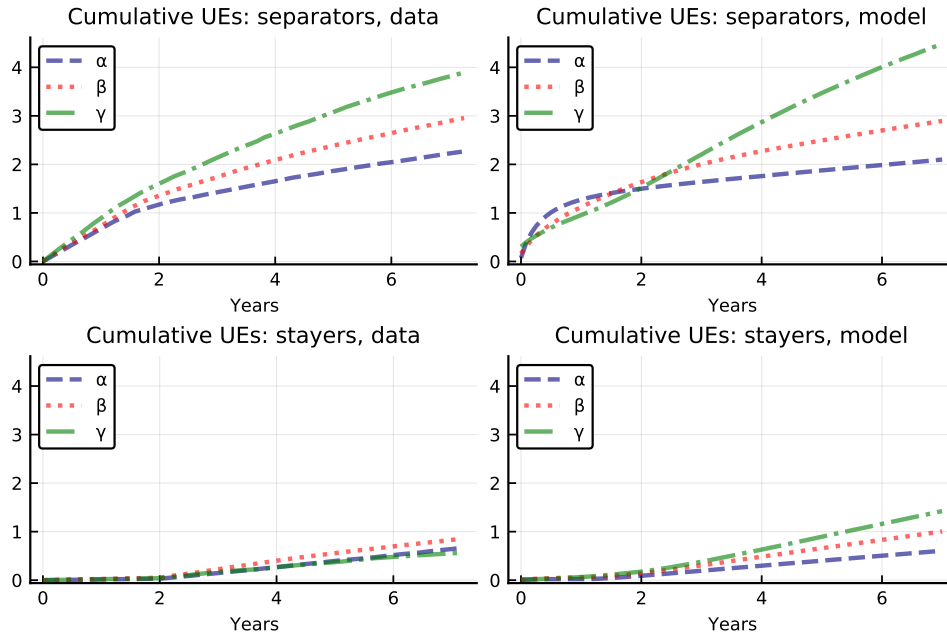 Cumulative UEs: separators, data
4
3
2
1
0
α
β
γ
0 2 4 6
Years
Cumulative UEs: separators, model
4
3
2
1
0
α
β
γ
0 2 4 6
Years
Cumulative UEs: stayers, data
4
3
2
1
0
α
β
γ
0 2 4 6
Years
Cumulative UEs: stayers, model
4
3
2
1
0
α
β
γ
0 2 4 6
Years